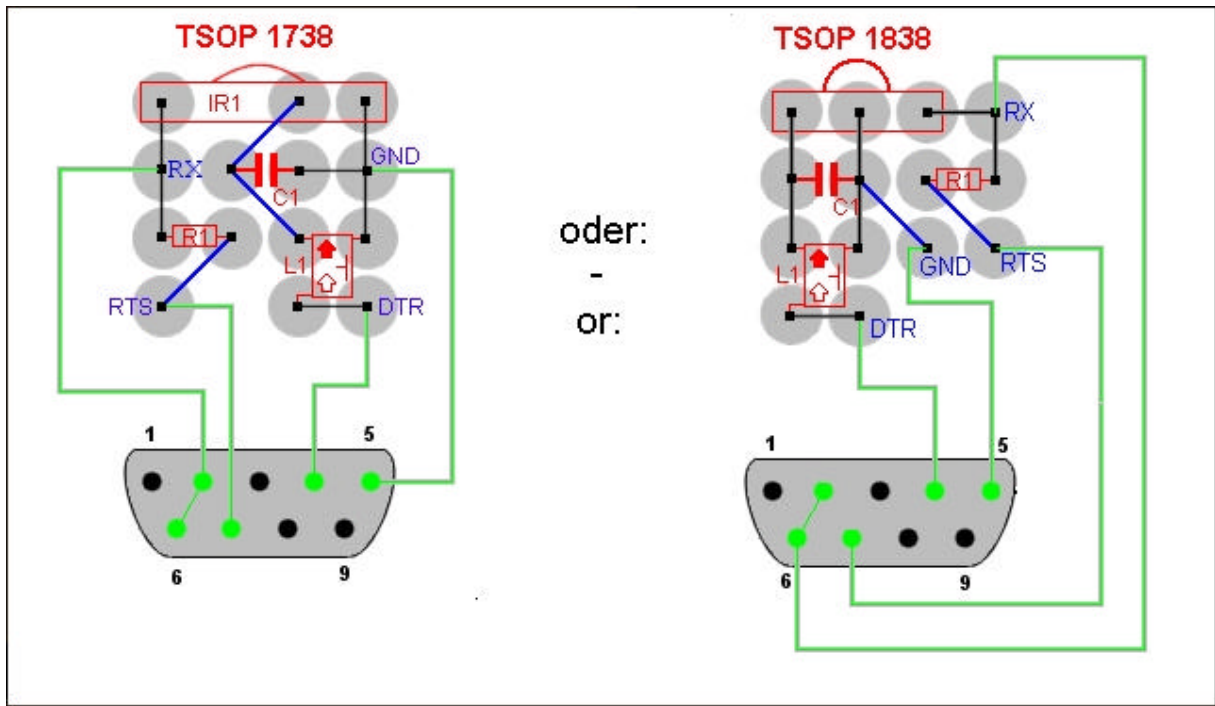 TSOP 1738
IR1
RX
GND
C1
R1
L1
RTS
DTR
1
5
6
9
oder:
-
or:
TSOP 1838
RX
R1
C1
L1
GND
RTS
DTR
1
5
6
9